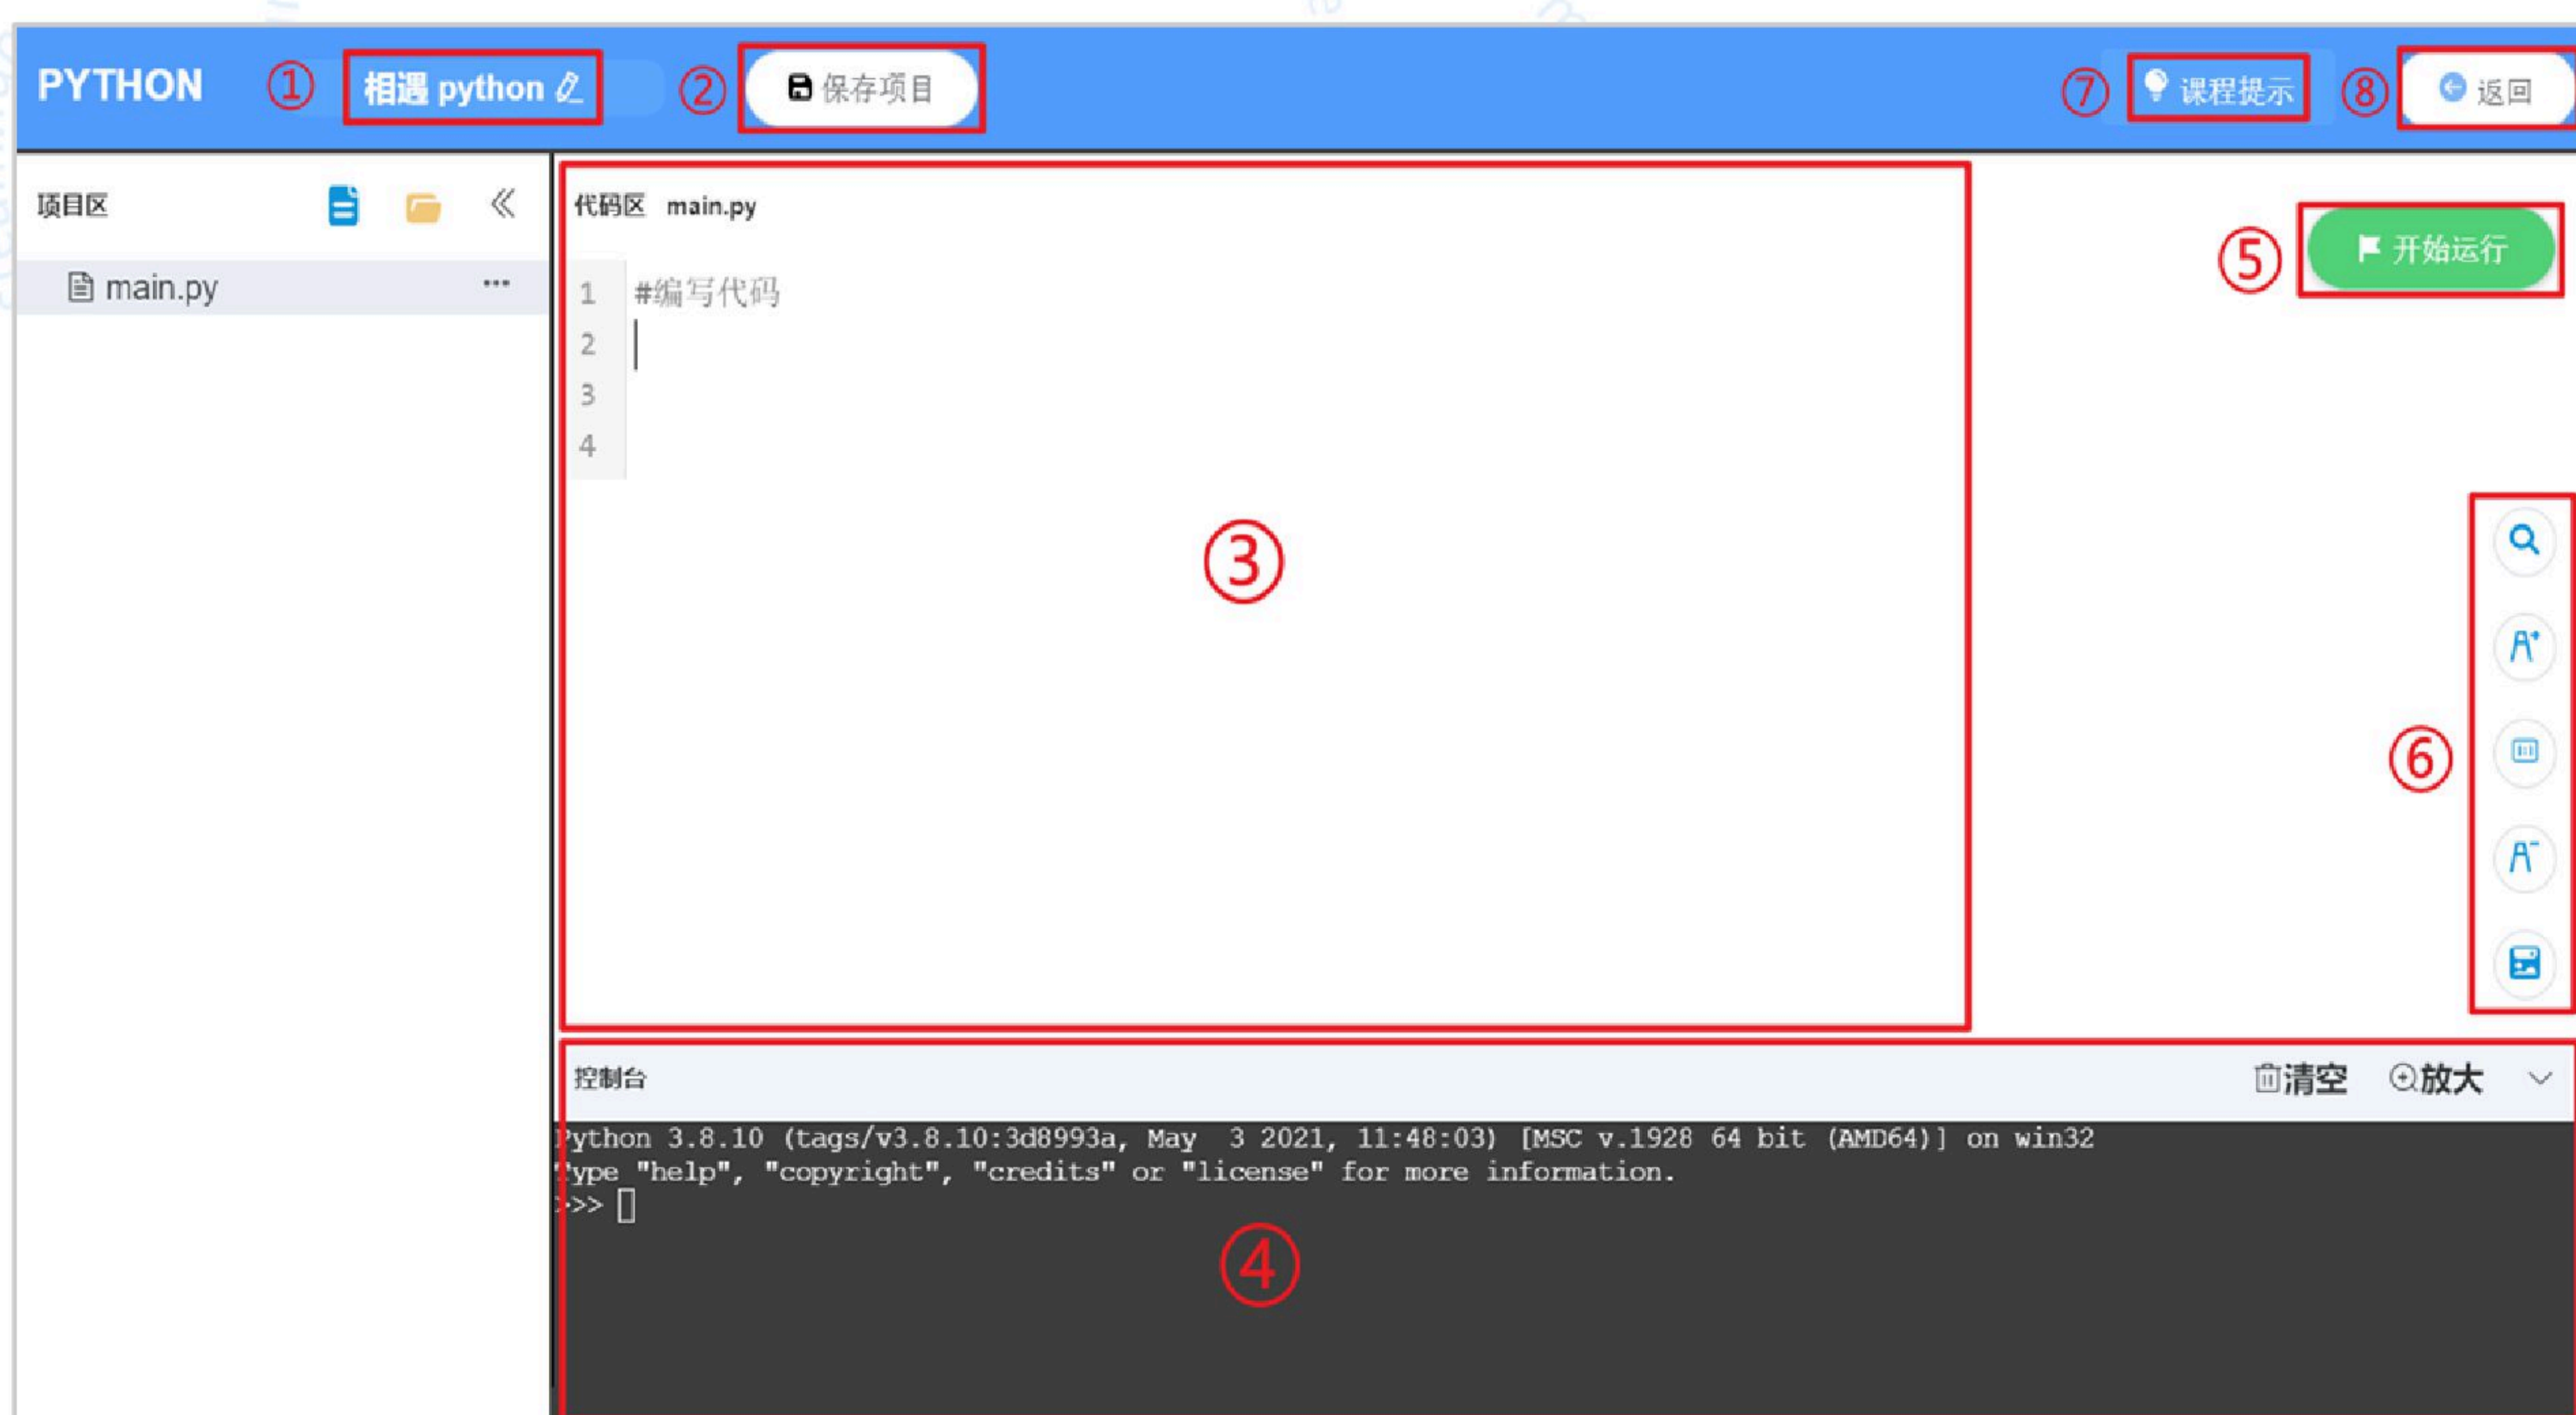 PYTHON ① 相遇 python ② 保存项目 ⑦ 课程提示 ⑧ 返回
项目区
main.py ...
代码区 main.py
1 #编写代码
2
3
4
③
⑤ 开始运行
A+
⑥
A-
控制台 清空 放大
Python 3.8.10 (tags/v3.8.10:3d8993a, May 3 2021, 11:48:03) [MSC v.1928 64 bit (AMD64)] on win32
Type "help", "copyright", "credits" or "license" for more information.
>>>
④